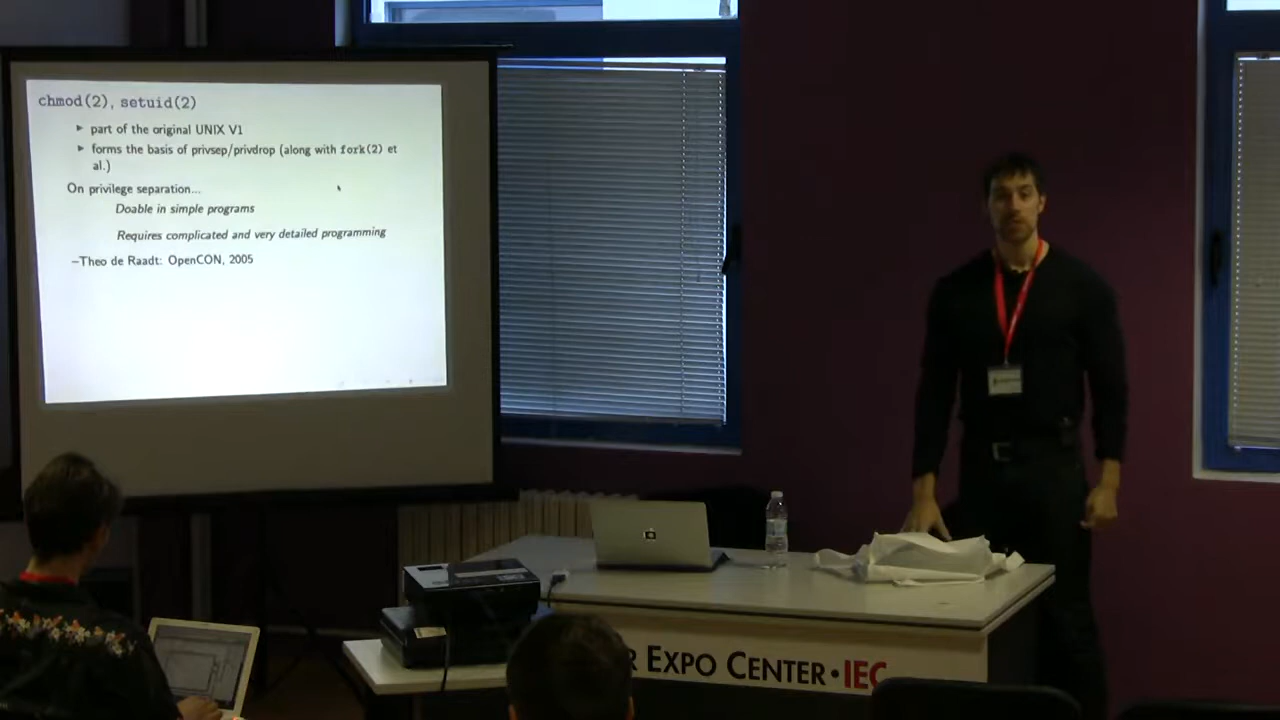 chmod(2), setuid(2)
▸ part of the original UNIX V1
▸ forms the basis of privsep/privdrop (along with fork(2) et
al.)
On privilege separation...
Doable in simple programs
Requires complicated and very detailed programming
–Theo de Raadt: OpenCON, 2005
R EXPO CENTER•IEC